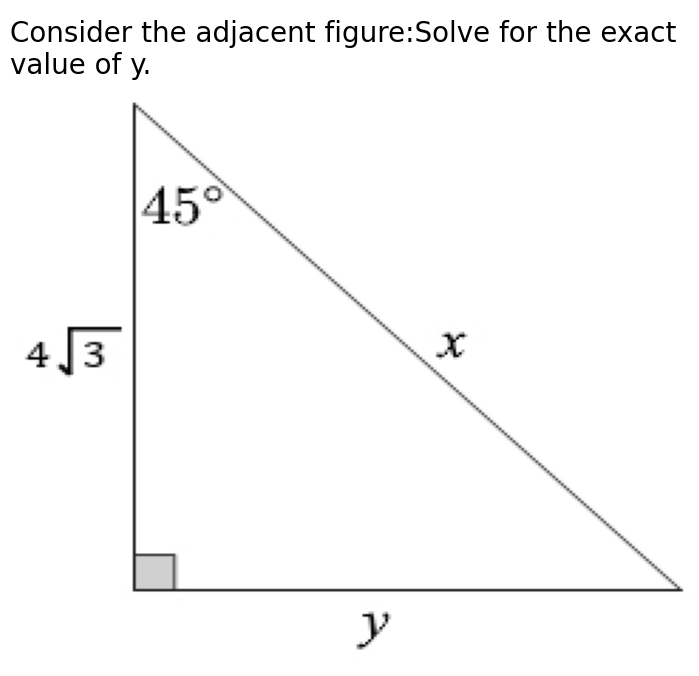 Consider the adjacent figure:Solve for the exact
value of y.
45°
4√3
x
y